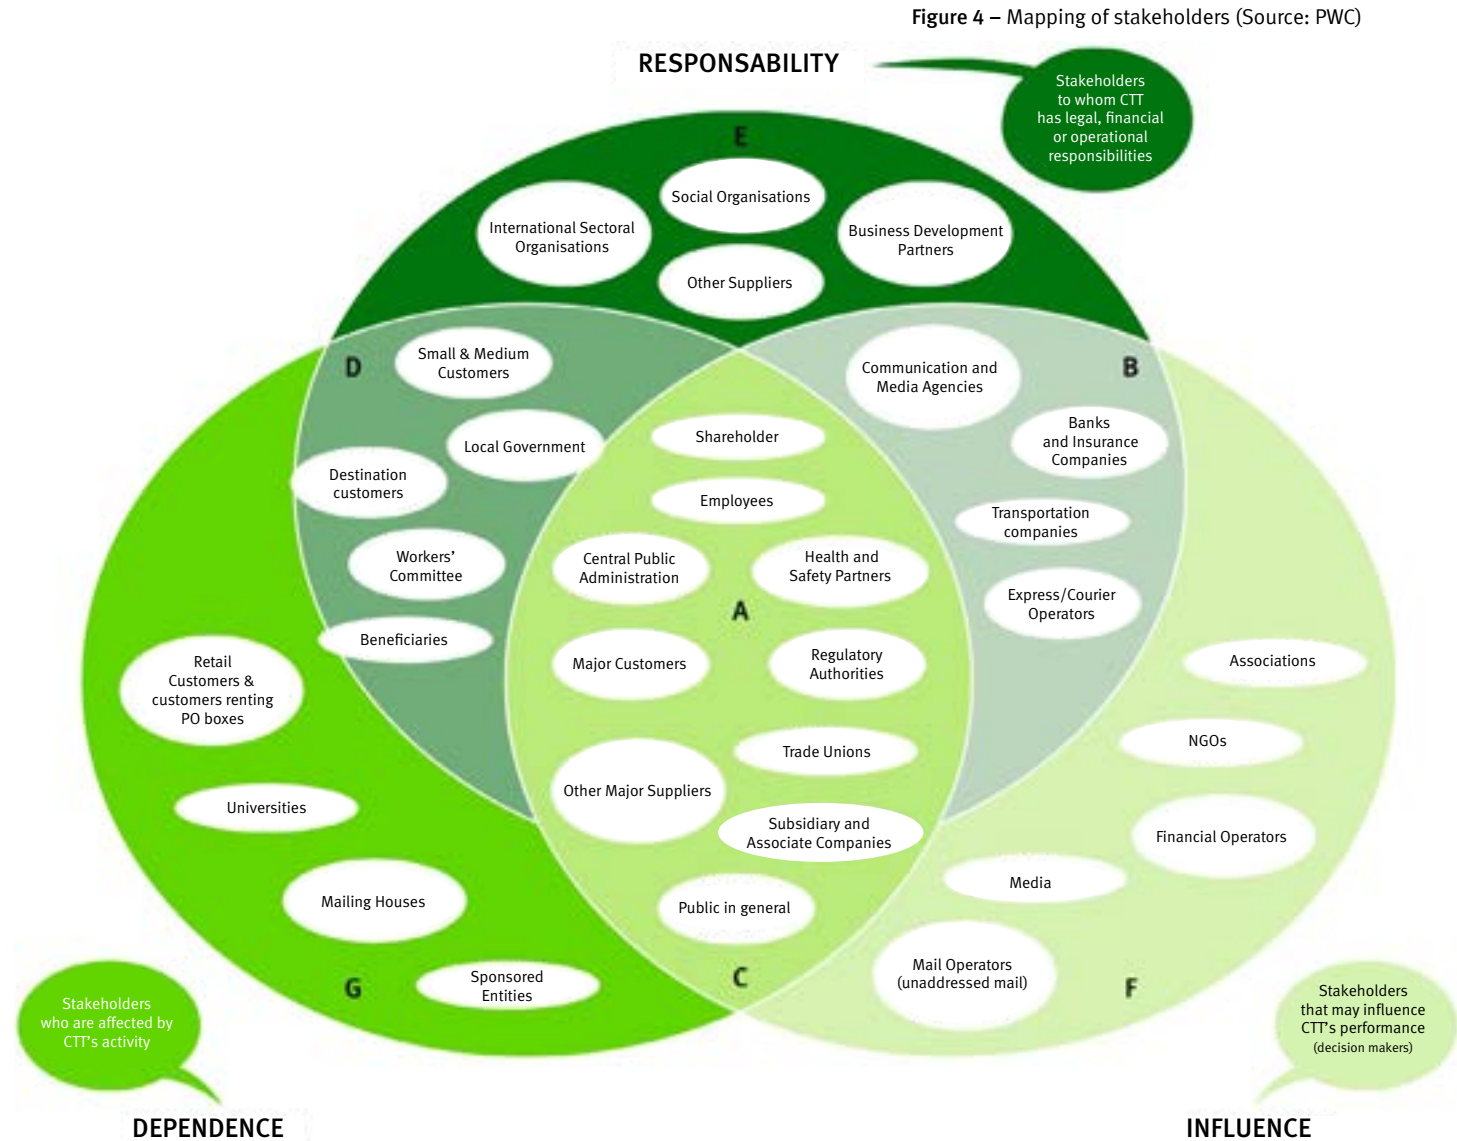 Figure 4 – Mapping of stakeholders (Source: PWC)
RESPONSABILITY
Stakeholders
to whom CTT
has legal, financial
or operational
responsibilities
E
Social Organisations
International Sectoral
Organisations
Business Development
Partners
Other Suppliers
D
Small & Medium
Customers
Local Government
Destination
customers
Workers’
Committee
Beneficiaries
B
Communication and
Media Agencies
Banks
and Insurance
Companies
Transportation
companies
Express/Courier
Operators
Shareholder
Employees
Central Public
Administration
Health and
Safety Partners
A
Major Customers
Regulatory
Authorities
Trade Unions
Other Major Suppliers
Subsidiary and
Associate Companies
Public in general
C
Retail
Customers &
customers renting
PO boxes
Universities
Mailing Houses
G
Sponsored
Entities
Associations
NGOs
Financial Operators
Media
Mail Operators
(unaddressed mail)
F
Stakeholders
who are affected by
CTT’s activity
DEPENDENCE
Stakeholders
that may influence
CTT’s performance
(decision makers)
INFLUENCE